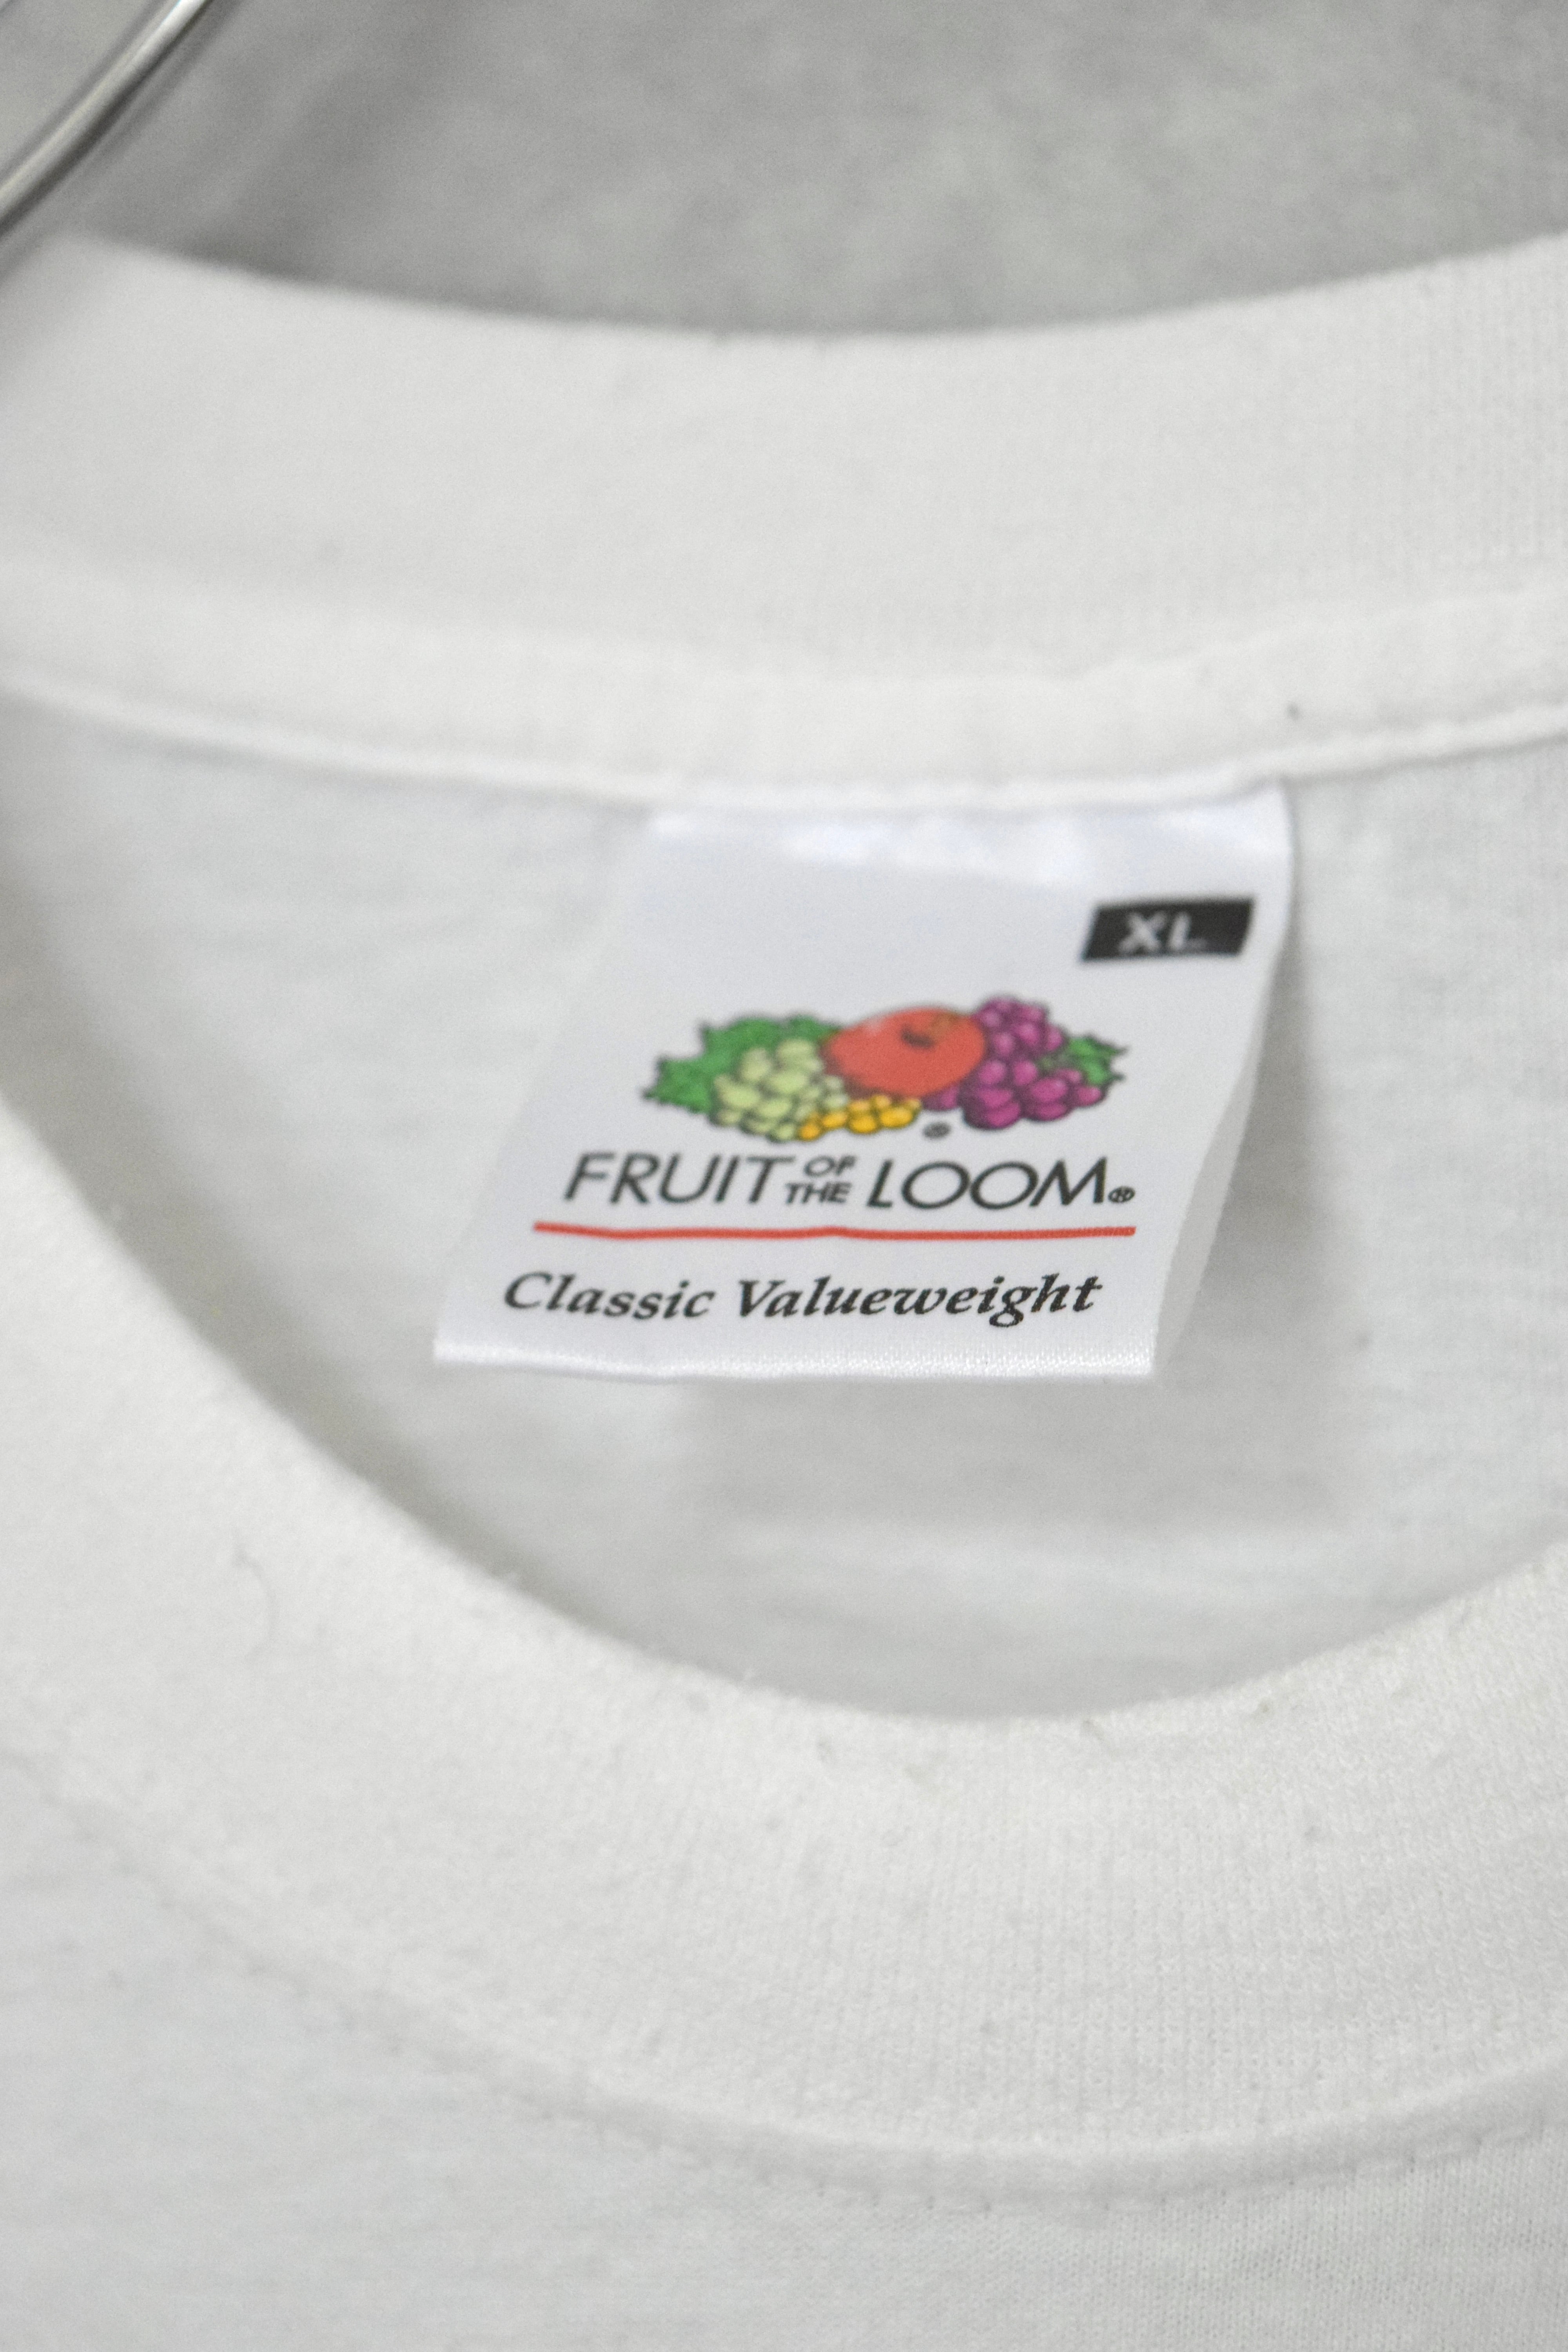 XL
FRUIT OF THE LOOM®
Classic Valueweight